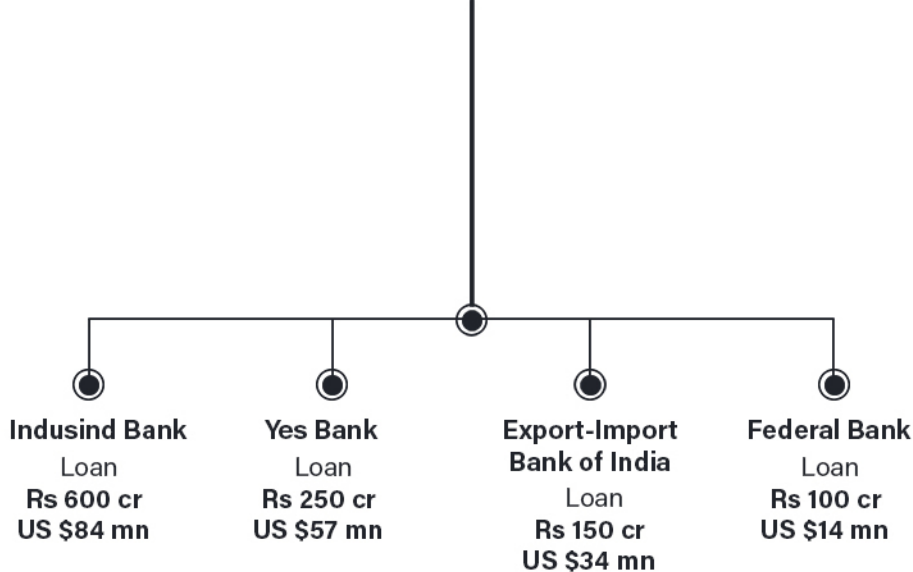 Indusind Bank
Loan
Rs 600 cr
US $84 mn
Yes Bank
Loan
Rs 250 cr
US $57 mn
Export-Import
Bank of India
Loan
Rs 150 cr
US $34 mn
Federal Bank
Loan
Rs 100 cr
US $14 mn